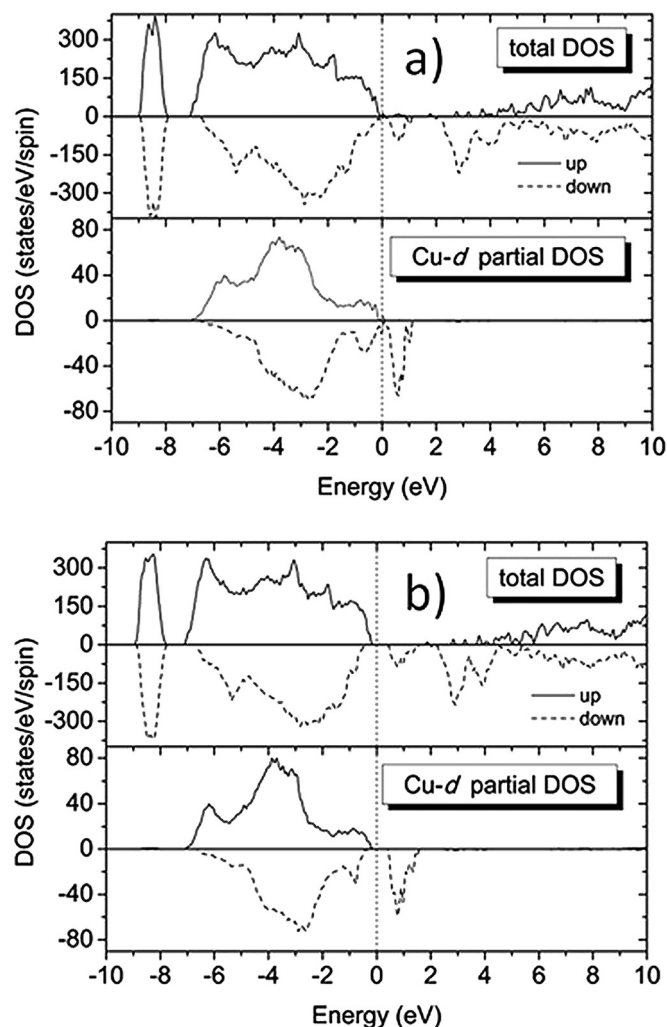 a)
total DOS
300
150
0
-150
-300
up
down
DOS (states/eV/spin)
Cu-d partial DOS
80
40
0
-40
-80
-10 -8 -6 -4 -2 0 2 4 6 8 10
Energy (eV)
b)
total DOS
300
150
0
-150
-300
up
down
DOS (states/eV/spin)
Cu-d partial DOS
80
40
0
-40
-80
-10 -8 -6 -4 -2 0 2 4 6 8 10
Energy (eV)